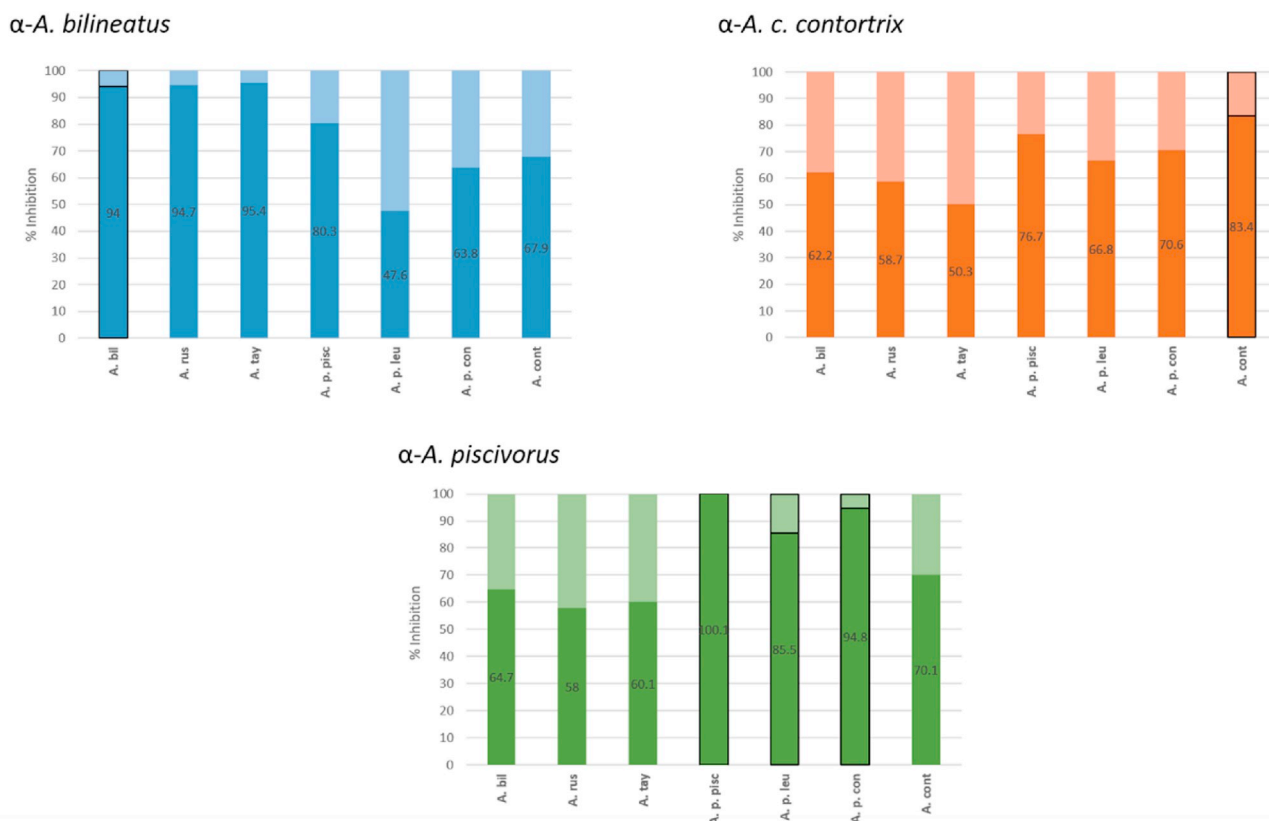 α-A. bilineatus
% Inhibition
100
90
80
70
60
50
40
30
20
10
0
94
94.7
95.4
80.3
47.6
63.8
67.9
A. bil
A. rus
A. tay
A. p. pisc
A. p. leu
A. p. con
A. cont
α-A. c. contortrix
% Inhibition
100
90
80
70
60
50
40
30
20
10
0
62.2
58.7
50.3
76.7
66.8
70.6
83.4
A. bil
A. rus
A. tay
A. p. pisc
A. p. leu
A. p. con
A. cont
α-A. piscivorus
% Inhibition
100
90
80
70
60
50
40
30
20
10
0
64.7
58
60.1
100.1
85.5
94.8
70.1
A. bil
A. rus
A. tay
A. p. pisc
A. p. leu
A. p. con
A. cont